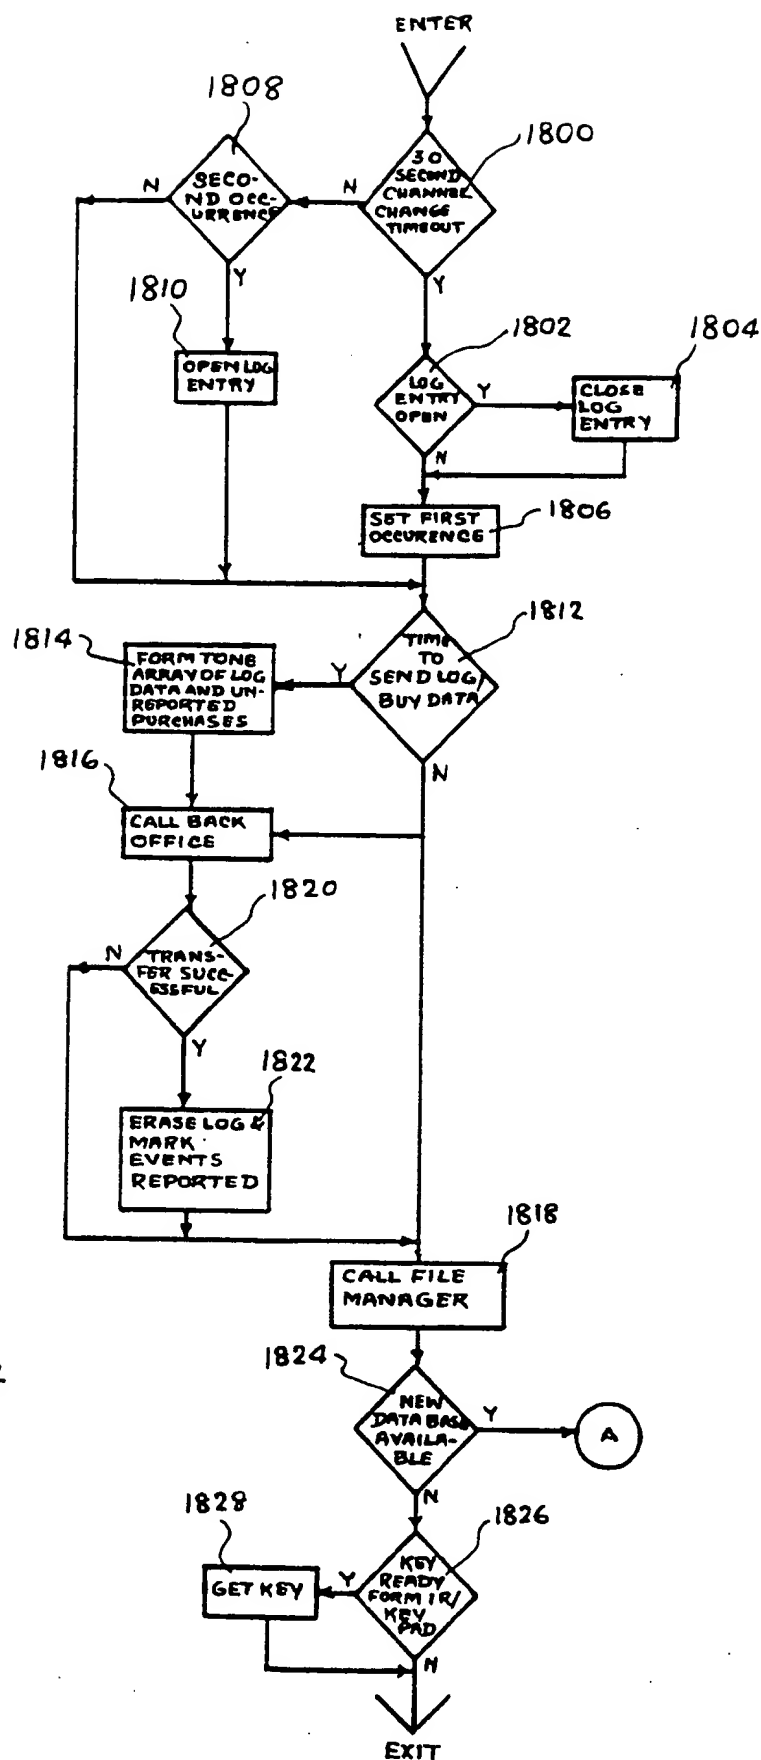 ENTER
1808
1800
30
SECOND
CHANNEL
CHANGE
TIMEOUT
N
SECO-
ND OCC-
URRENCE
N
Y
Y
1810
OPEN LOG
ENTRY
1802
LOG
ENTRY
OPEN
Y
N
1804
CLOSE
LOG
ENTRY
SET FIRST
OCCURENCE
1806
1812
TIME
TO
SEND LOG/
BUY DATA
Y
N
1814
FORM TONE
ARRAY OF LOG
DATA AND UN-
REPORTED
PURCHASES
1816
CALL BACK
OFFICE
1820
TRANS-
FER SUCC-
ESSFUL
N
Y
1822
ERASE LOG &
MARK
EVENTS
REPORTED
1818
CALL FILE
MANAGER
1824
NEW
DATA BASE
AVAILA-
BLE
Y
A
N
1828
GET KEY
1826
KEY
READY
FORM IR/
KEY
PAD
Y
N
EXIT